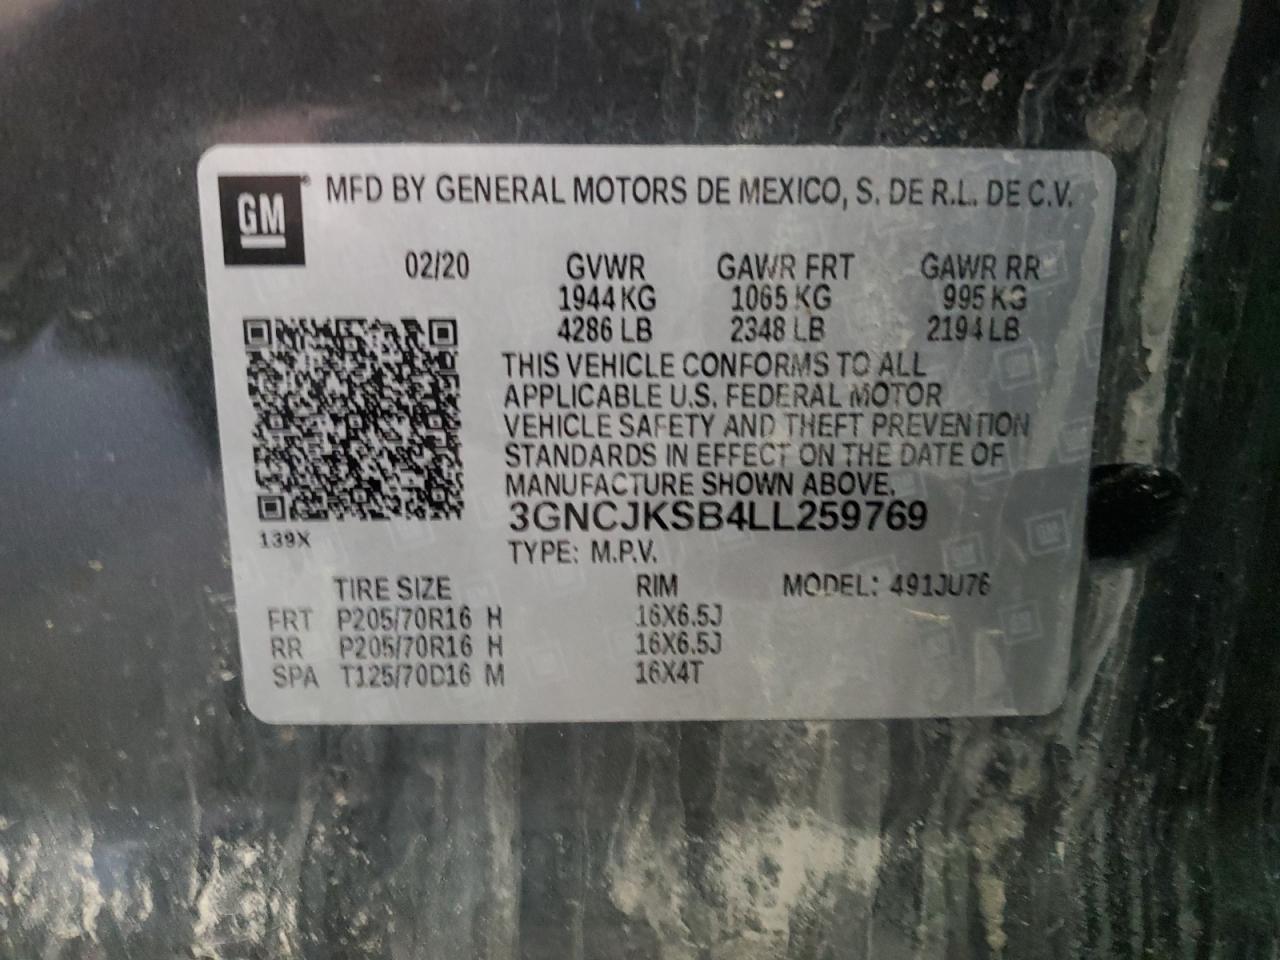 GM® MFD BY GENERAL MOTORS DE MEXICO, S. DE R.L. DE C.V.
02/20 GVWR GAWR FRT GAWR RR
1944 KG 1065 KG 995 KG
4286 LB 2348 LB 2194 LB
THIS VEHICLE CONFORMS TO ALL
APPLICABLE U.S. FEDERAL MOTOR
VEHICLE SAFETY AND THEFT PREVENTION
STANDARDS IN EFFECT ON THE DATE OF
MANUFACTURE SHOWN ABOVE.
3GNCJKSB4LL259769
139X
TYPE: M.P.V.
TIRE SIZE RIM MODEL: 491JU76
FRT P205/70R16 H 16X6.5J
RR P205/70R16 H 16X6.5J
SPA T125/70D16 M 16X4T